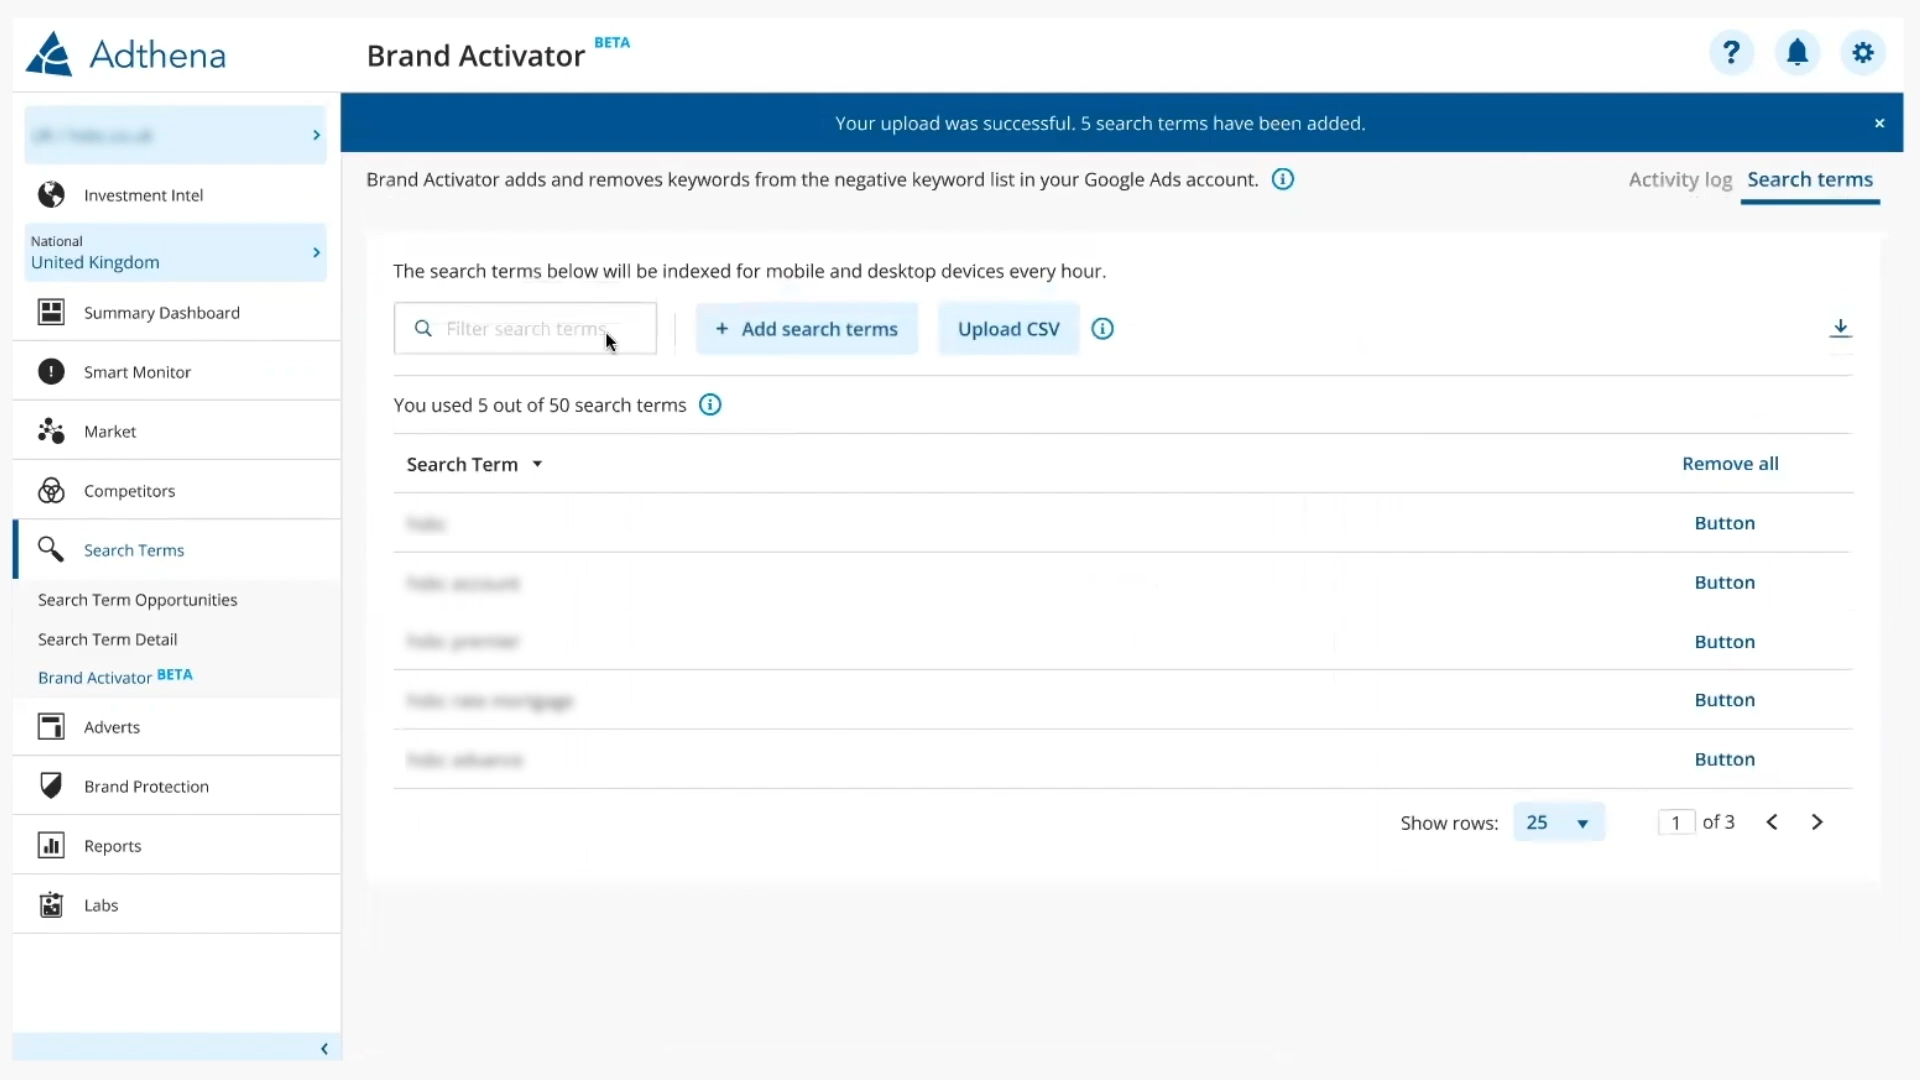 Adthena
Brand Activator BETA
Your upload was successful. 5 search terms have been added.
Investment Intel
National
United Kingdom
Summary Dashboard
Smart Monitor
Market
Competitors
Search Terms
Search Term Opportunities
Search Term Detail
Brand Activator BETA
Adverts
Brand Protection
Reports
Labs
Brand Activator adds and removes keywords from the negative keyword list in your Google Ads account.
Activity log
Search terms
The search terms below will be indexed for mobile and desktop devices every hour.
Filter search terms
+ Add search terms
Upload CSV
You used 5 out of 50 search terms
Search Term
Remove all
Button
account
Button
premier
Button
mortgage
Button
advance
Button
Show rows: 25
1 of 3